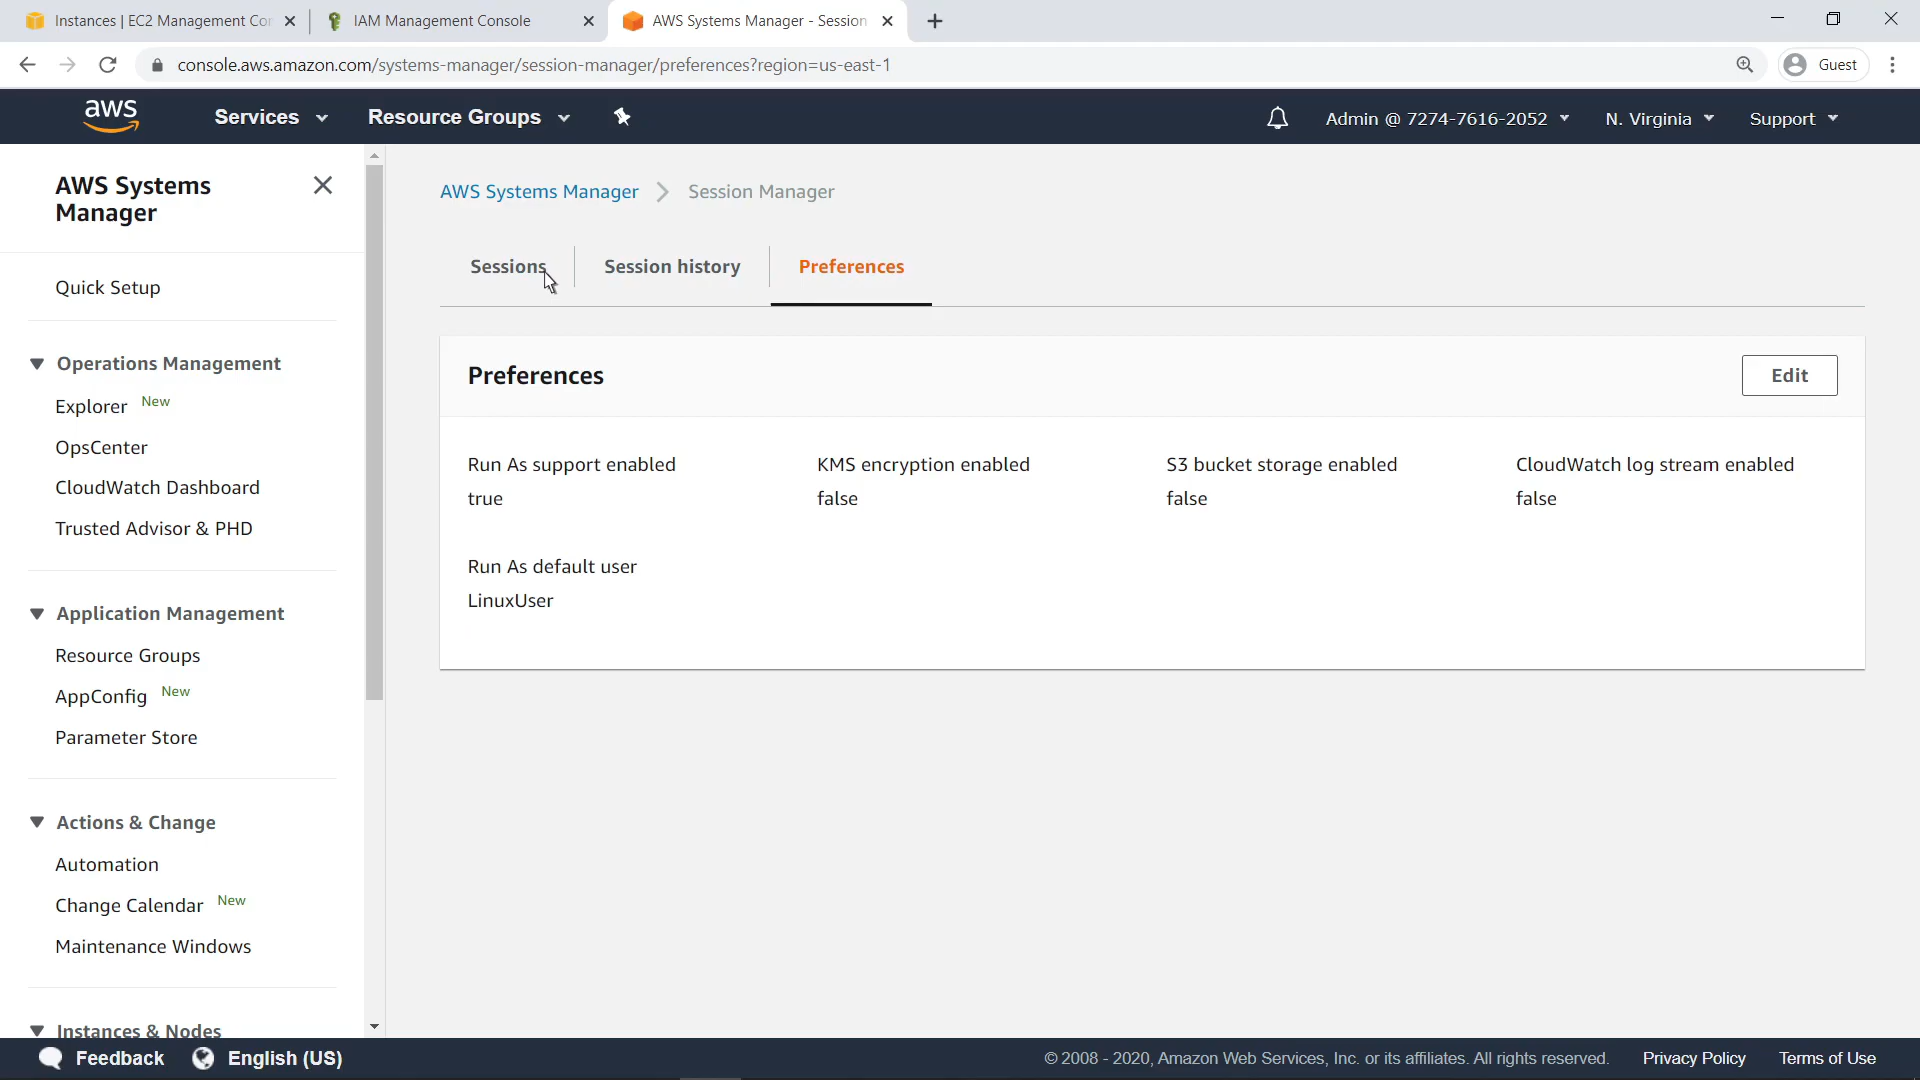 Instances | EC2 Management Con
IAM Management Console
AWS Systems Manager - Session
console.aws.amazon.com/systems-manager/session-manager/preferences?region=us-east-1
Guest
aws
Services
Resource Groups
Admin @ 7274-7616-2052
N. Virginia
Support
AWS Systems
Manager
Quick Setup
Operations Management
Explorer New
OpsCenter
CloudWatch Dashboard
Trusted Advisor & PHD
Application Management
Resource Groups
AppConfig New
Parameter Store
Actions & Change
Automation
Change Calendar New
Maintenance Windows
Instances & Nodes
AWS Systems Manager
Session Manager
Sessions
Session history
Preferences
Preferences
Edit
Run As support enabled
true
KMS encryption enabled
false
S3 bucket storage enabled
false
CloudWatch log stream enabled
false
Run As default user
LinuxUser
Feedback
English (US)
© 2008 - 2020, Amazon Web Services, Inc. or its affiliates. All rights reserved.
Privacy Policy
Terms of Use